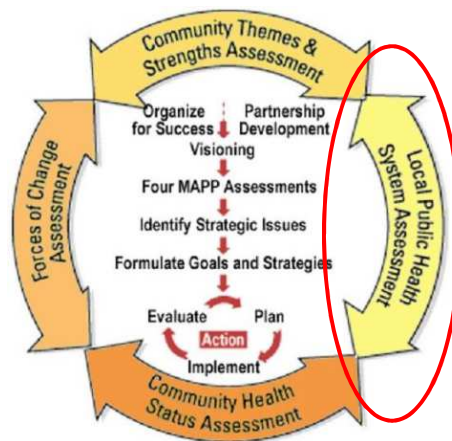 Community Themes &
Strengths Assessment
Organize
for Success
Partnership
Development
Visioning
Four MAPP Assessments
Identify Strategic Issues
Formulate Goals and Strategies
Evaluate
Plan
Action
Implement
Forces of Change
Assessment
Local Public Health
System Assessment
Community Health
Status Assessment